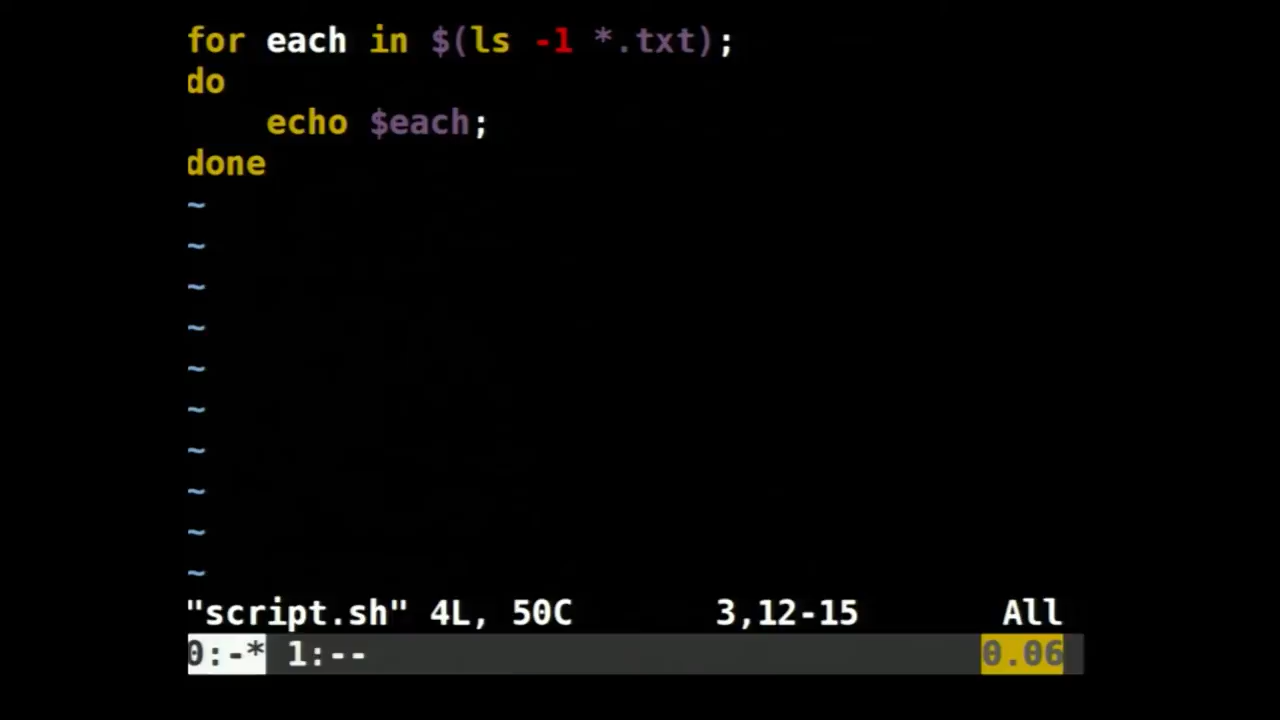 for each in $(ls -1 *.txt);
do
    echo $each;
done
~
~
~
~
~
~
~
~
~
~
"script.sh" 4L, 50C 3,12-15 All
0:-* 1:-- 0.06